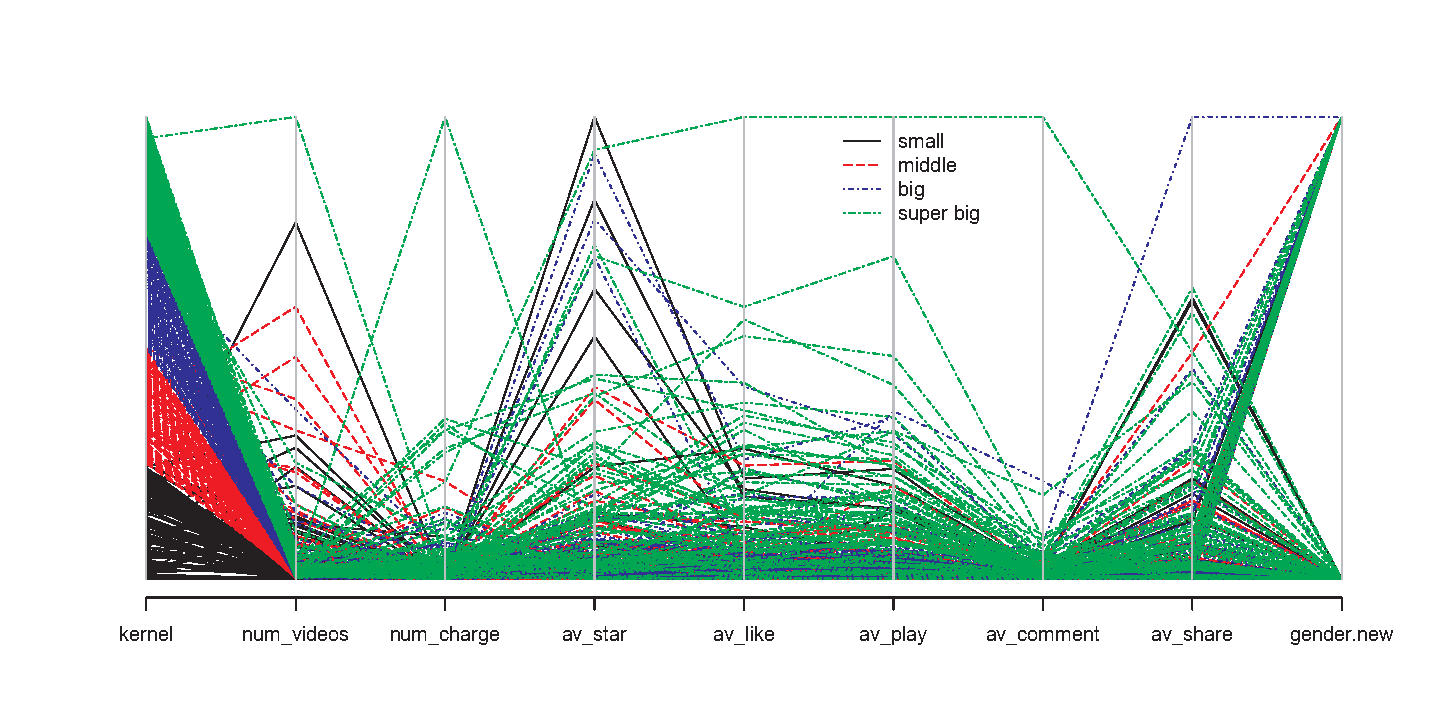 small
middle
big
super big
kernel num_videos num_charge av_star av_like av_play av_comment av_share gender.new